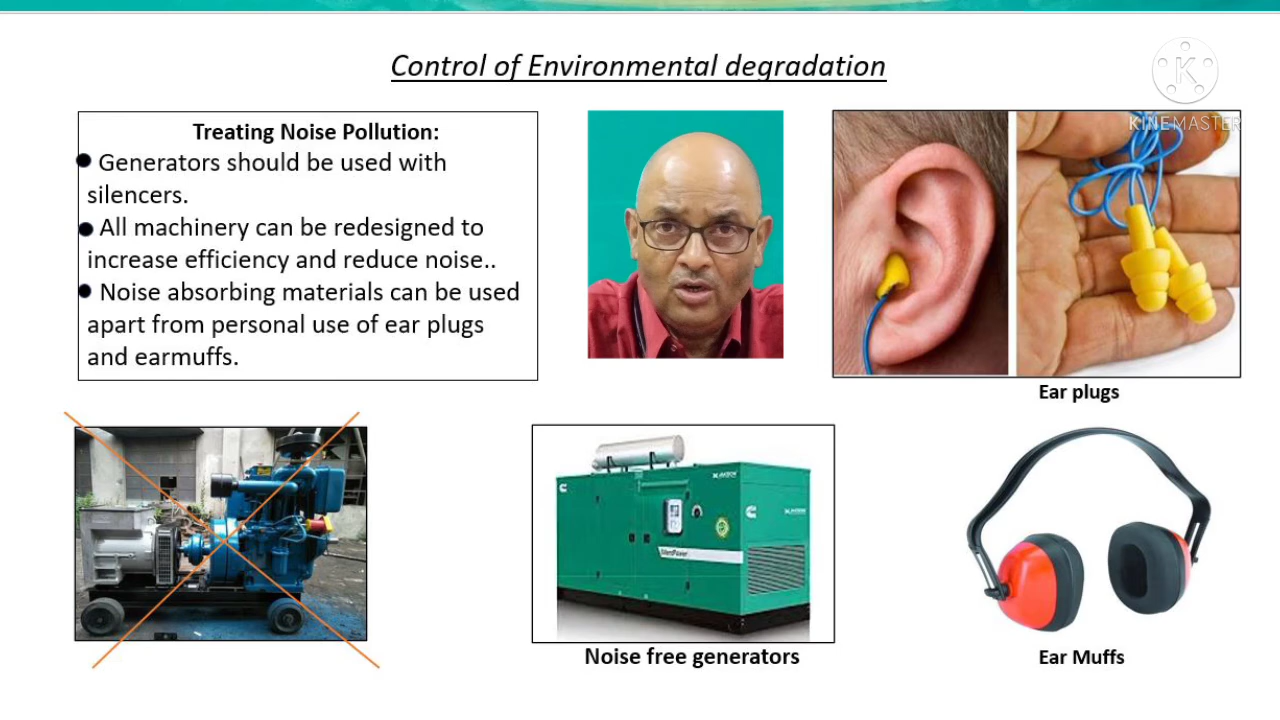 Control of Environmental degradation
K
KINEMASTER
Treating Noise Pollution:
Generators should be used with
silencers.
All machinery can be redesigned to
increase efficiency and reduce noise..
Noise absorbing materials can be used
apart from personal use of ear plugs
and earmuffs.
Ear plugs
Noise free generators
Ear Muffs